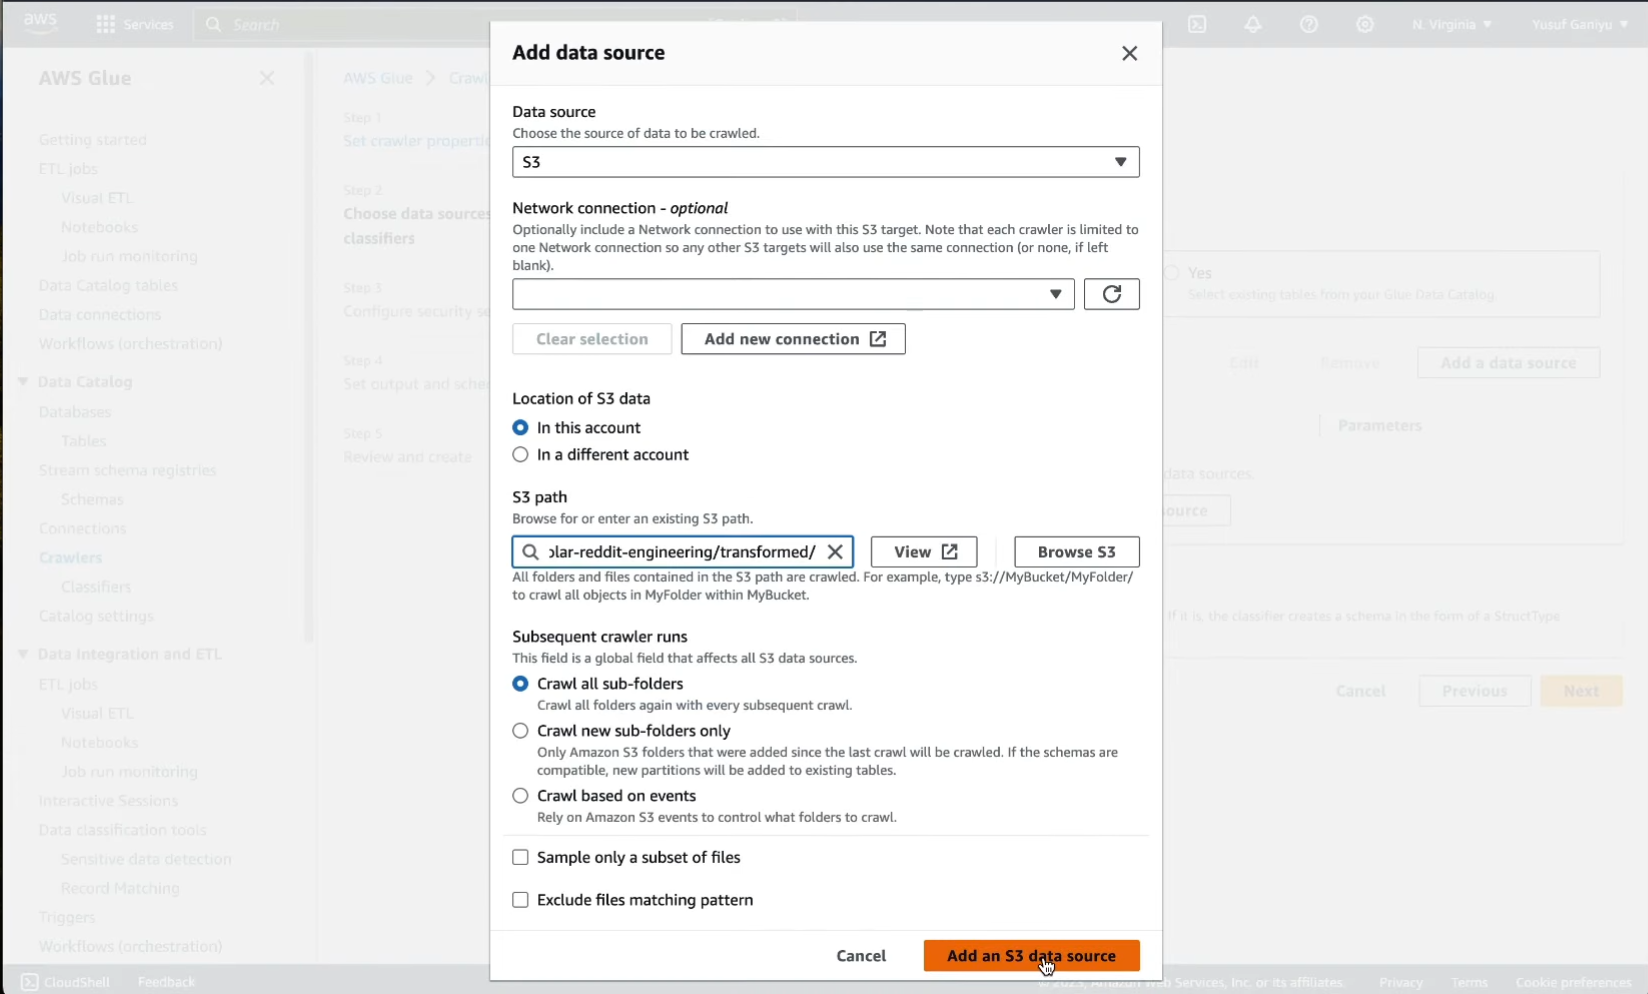 aws
Services
Search
N. Virginia
Yusuf Ganiyu
AWS Glue
Getting started
ETL jobs
Visual ETL
Notebooks
Job run monitoring
Data Catalog tables
Data connections
Workflows (orchestration)
Data Catalog
Databases
Tables
Stream schema registries
Schemas
Connections
Crawlers
Classifiers
Catalog settings
Data Integration and ETL
ETL jobs
Visual ETL
Notebooks
Job run monitoring
Interactive Sessions
Data classification tools
Sensitive data detection
Record Matching
Triggers
Workflows (orchestration)
AWS Glue > Crawl
Step 1
Set crawler properti
Step 2
Choose data sources
classifiers
Step 3
Configure security se
Step 4
Set output and sche
Step 5
Review and create
Add data source
Data source
Choose the source of data to be crawled.
S3
Network connection - optional
Optionally include a Network connection to use with this S3 target. Note that each crawler is limited to
one Network connection so any other S3 targets will also use the same connection (or none, if left
blank).
Clear selection
Add new connection
Location of S3 data
In this account
In a different account
S3 path
Browse for or enter an existing S3 path.
lar-reddit-engineering/transformed/
View
Browse S3
All folders and files contained in the S3 path are crawled. For example, type s3://MyBucket/MyFolder/
to crawl all objects in MyFolder within MyBucket.
Subsequent crawler runs
This field is a global field that affects all S3 data sources.
Crawl all sub-folders
Crawl all folders again with every subsequent crawl.
Crawl new sub-folders only
Only Amazon S3 folders that were added since the last crawl will be crawled. If the schemas are
compatible, new partitions will be added to existing tables.
Crawl based on events
Rely on Amazon S3 events to control what folders to crawl.
Sample only a subset of files
Exclude files matching pattern
Cancel
Add an S3 data source
Yes
Select existing tables from your Glue Data Catalog
Edit
Remove
Add a data source
Parameters
data sources
ource
If it is, the classifier creates a schema in the form of a StructType
Cancel
Previous
Next
CloudShell
Feedback
© 2023, Amazon Web Services, Inc. or its affiliates.
Privacy
Terms
Cookie preferences